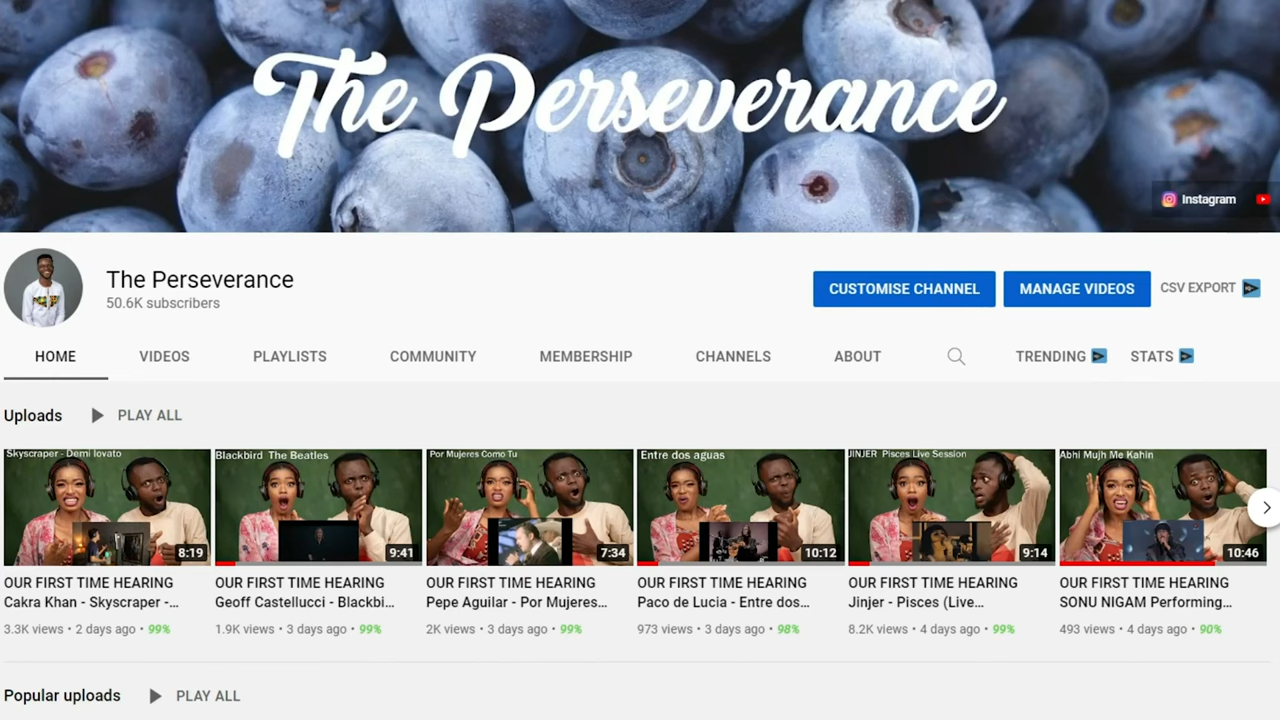 The Perseverance
Instagram
The Perseverance
50.6K subscribers
CUSTOMISE CHANNEL
MANAGE VIDEOS
CSV EXPORT
HOME
VIDEOS
PLAYLISTS
COMMUNITY
MEMBERSHIP
CHANNELS
ABOUT
TRENDING
STATS
Uploads
PLAY ALL
Skyscraper - Demi lovato
8:19
OUR FIRST TIME HEARING
Cakra Khan - Skyscraper -...
3.3K views • 2 days ago • 99%
Blackbird The Beatles
9:41
OUR FIRST TIME HEARING
Geoff Castellucci - Blackbi...
1.9K views • 3 days ago • 99%
Por Mujeres Como Tu
7:34
OUR FIRST TIME HEARING
Pepe Aguilar - Por Mujeres...
2K views • 3 days ago • 99%
Entre dos aguas
10:12
OUR FIRST TIME HEARING
Paco de Lucia - Entre dos...
973 views • 3 days ago • 98%
JINJER Pisces Live Session
9:14
OUR FIRST TIME HEARING
Jinjer - Pisces (Live...
8.2K views • 4 days ago • 99%
Abhi Mujh Me Kahin
10:46
OUR FIRST TIME HEARING
SONU NIGAM Performing...
493 views • 4 days ago • 90%
Popular uploads
PLAY ALL